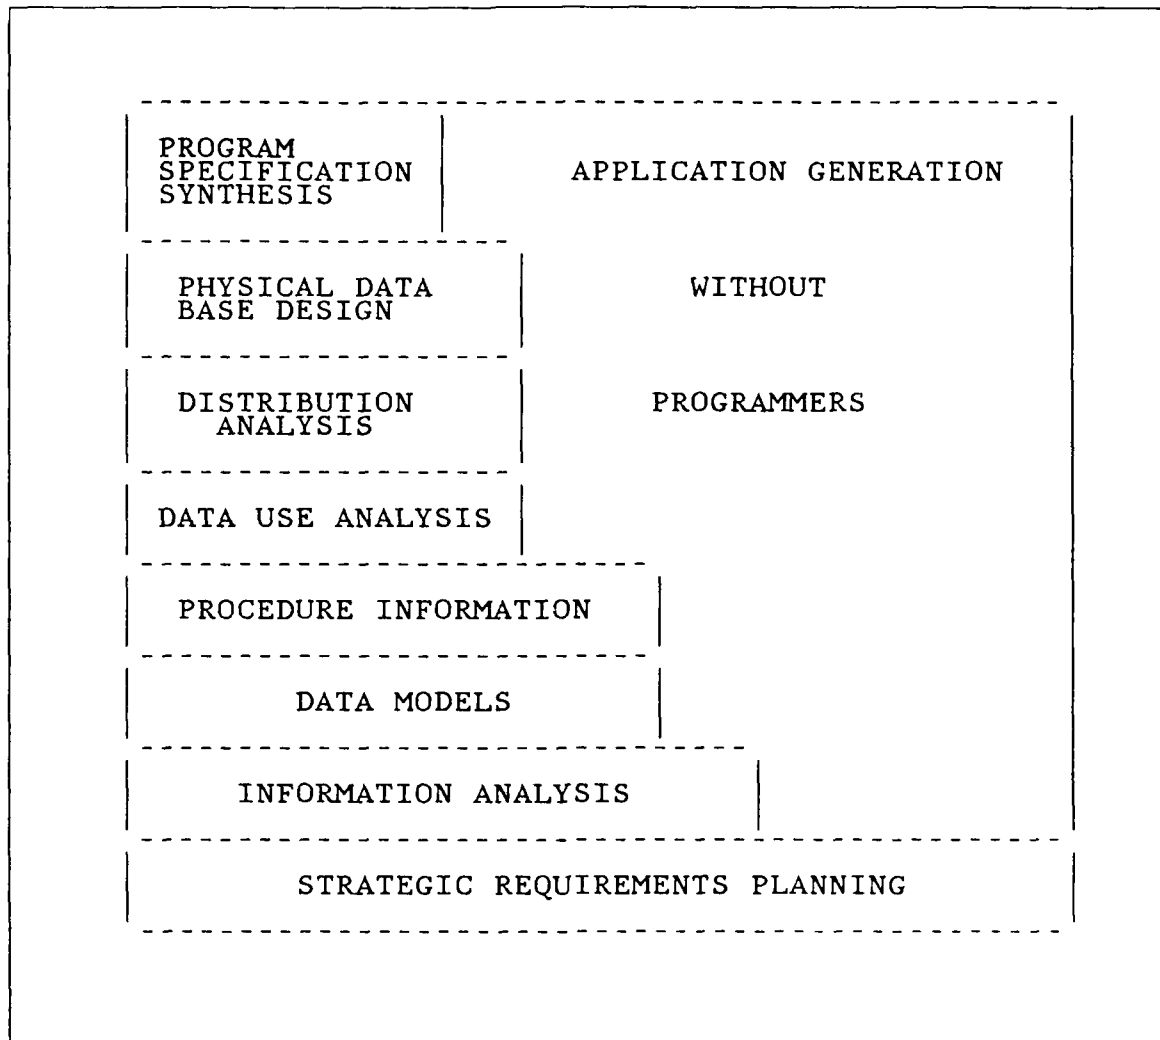 PROGRAM
SPECIFICATION
SYNTHESIS
APPLICATION GENERATION
PHYSICAL DATA
BASE DESIGN
WITHOUT
DISTRIBUTION
ANALYSIS
PROGRAMMERS
DATA USE ANALYSIS
PROCEDURE INFORMATION
DATA MODELS
INFORMATION ANALYSIS
STRATEGIC REQUIREMENTS PLANNING